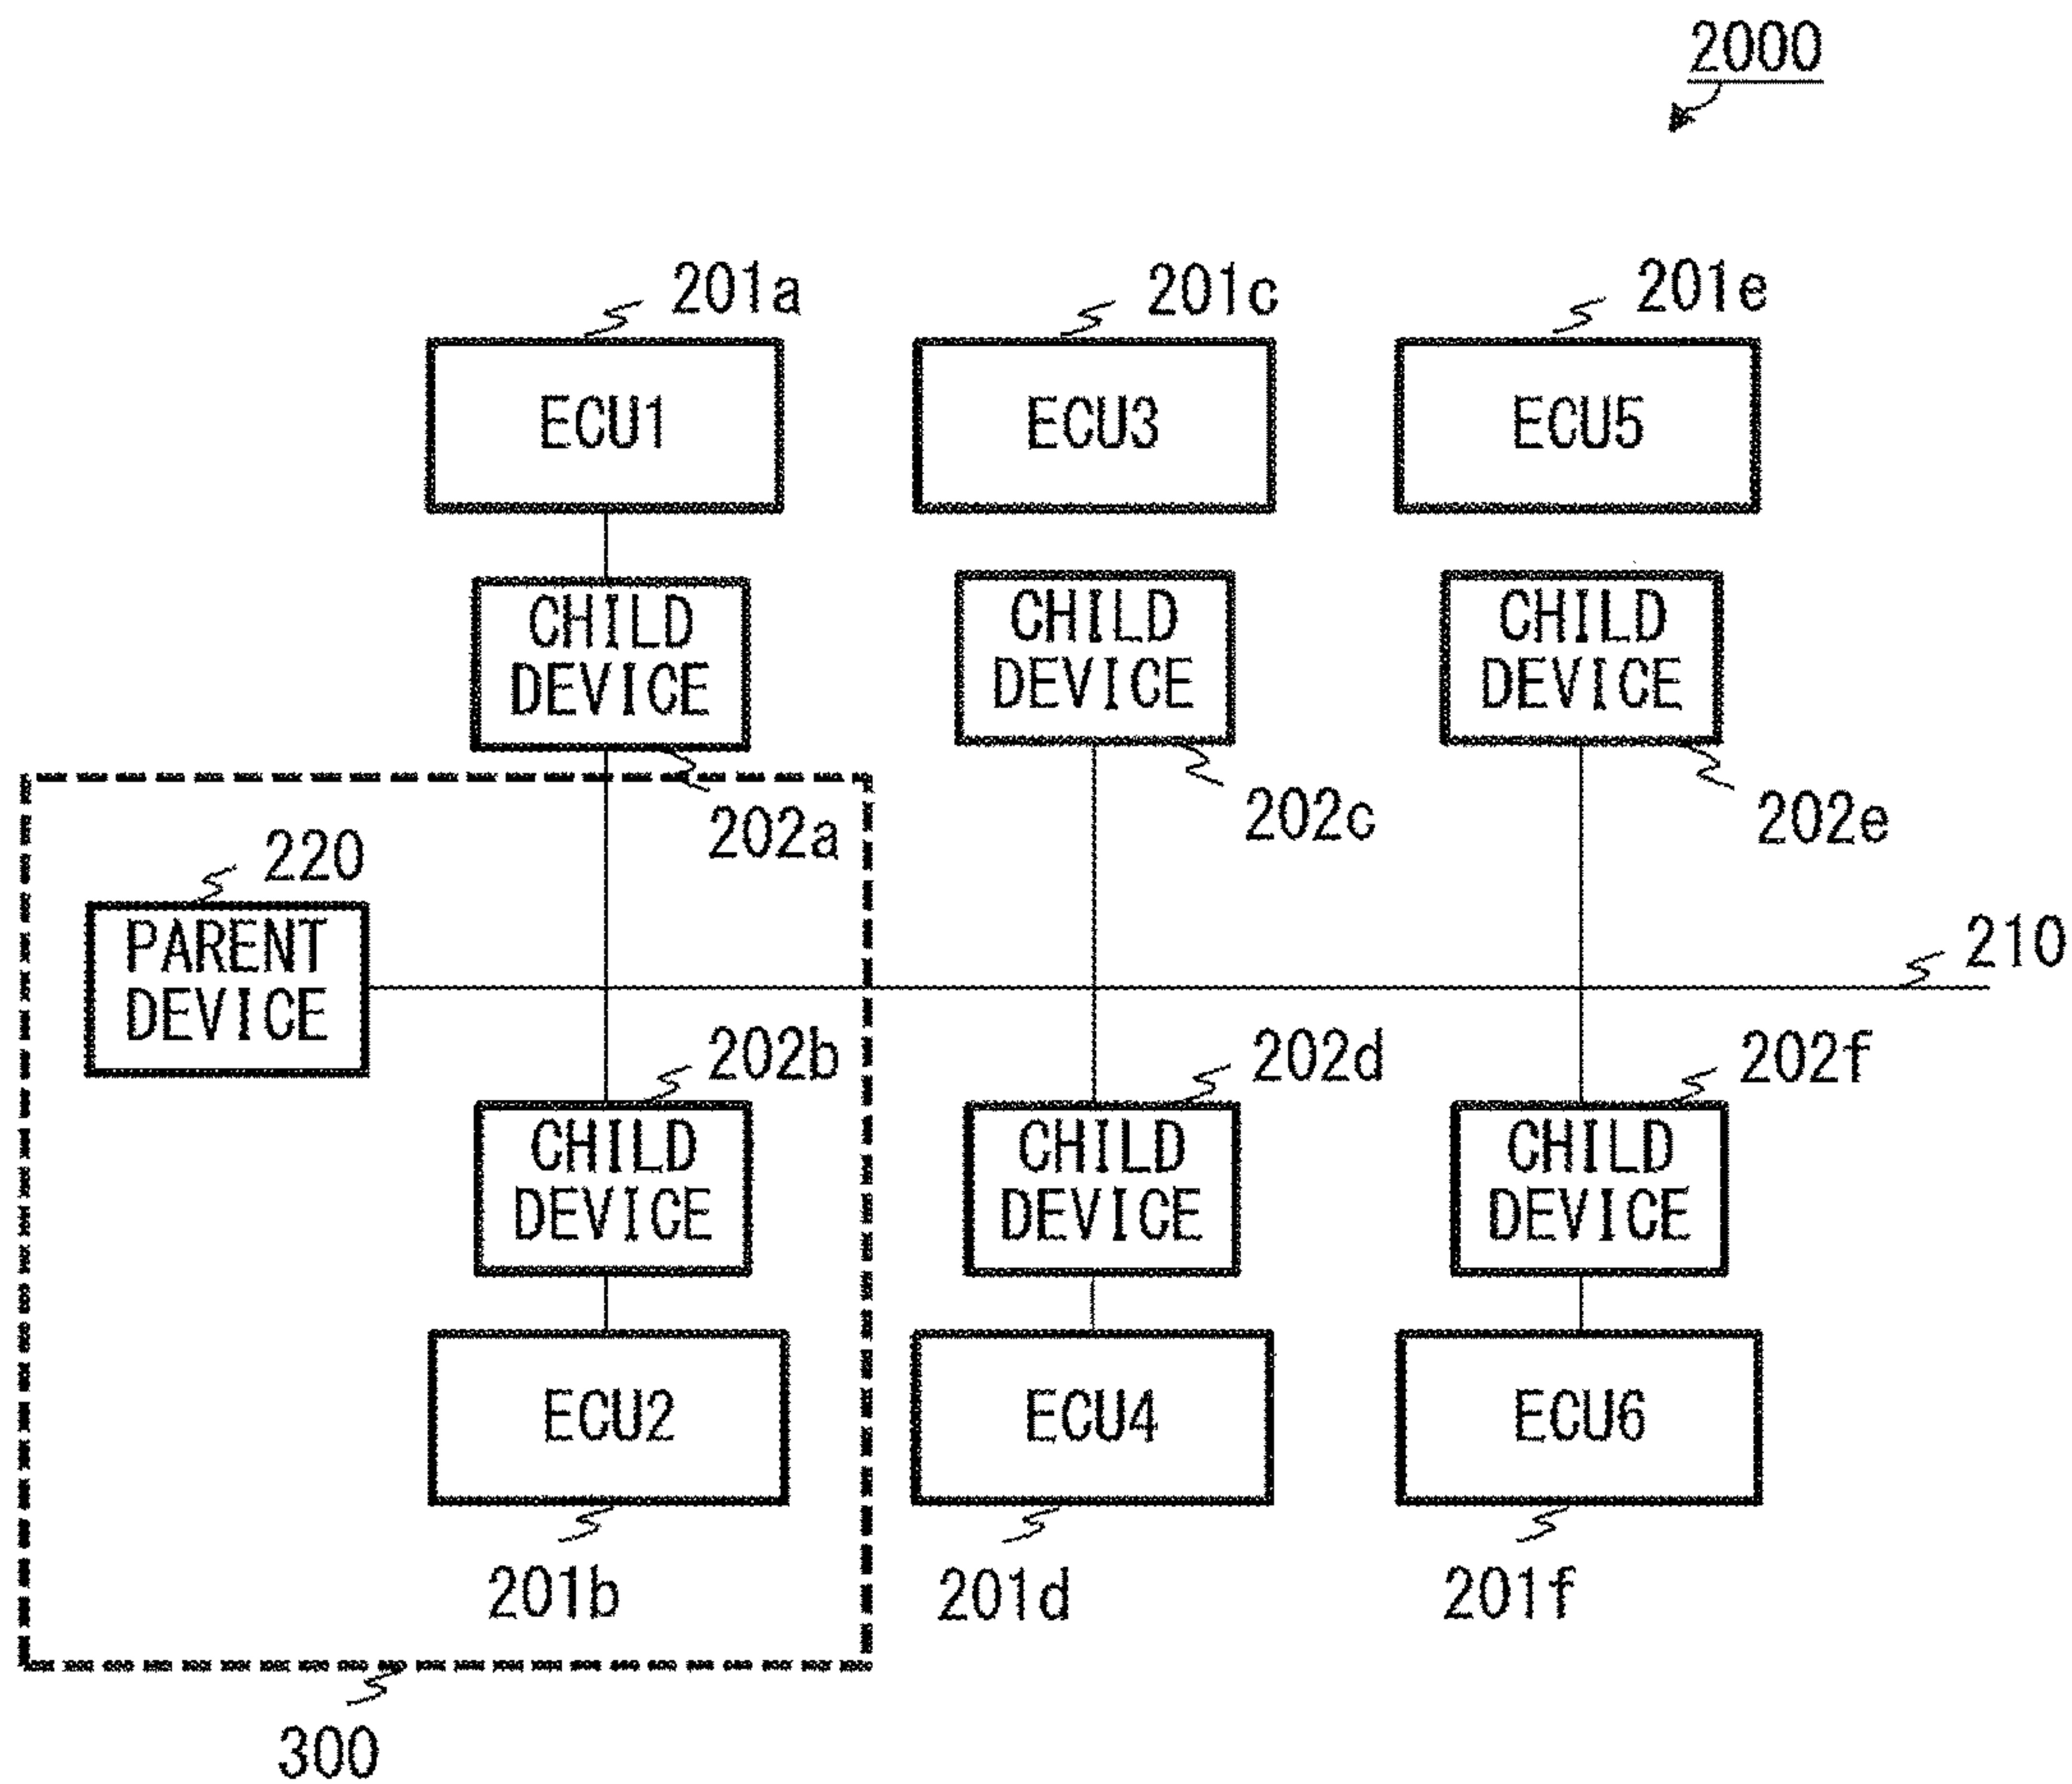 2000
201a
201c
201e
ECU1
ECU3
ECU5
CHILD
DEVICE
CHILD
DEVICE
CHILD
DEVICE
202a
202c
202e
220
PARENT
DEVICE
210
202b
202d
202f
CHILD
DEVICE
CHILD
DEVICE
CHILD
DEVICE
ECU2
ECU4
ECU6
201b
201d
201f
300